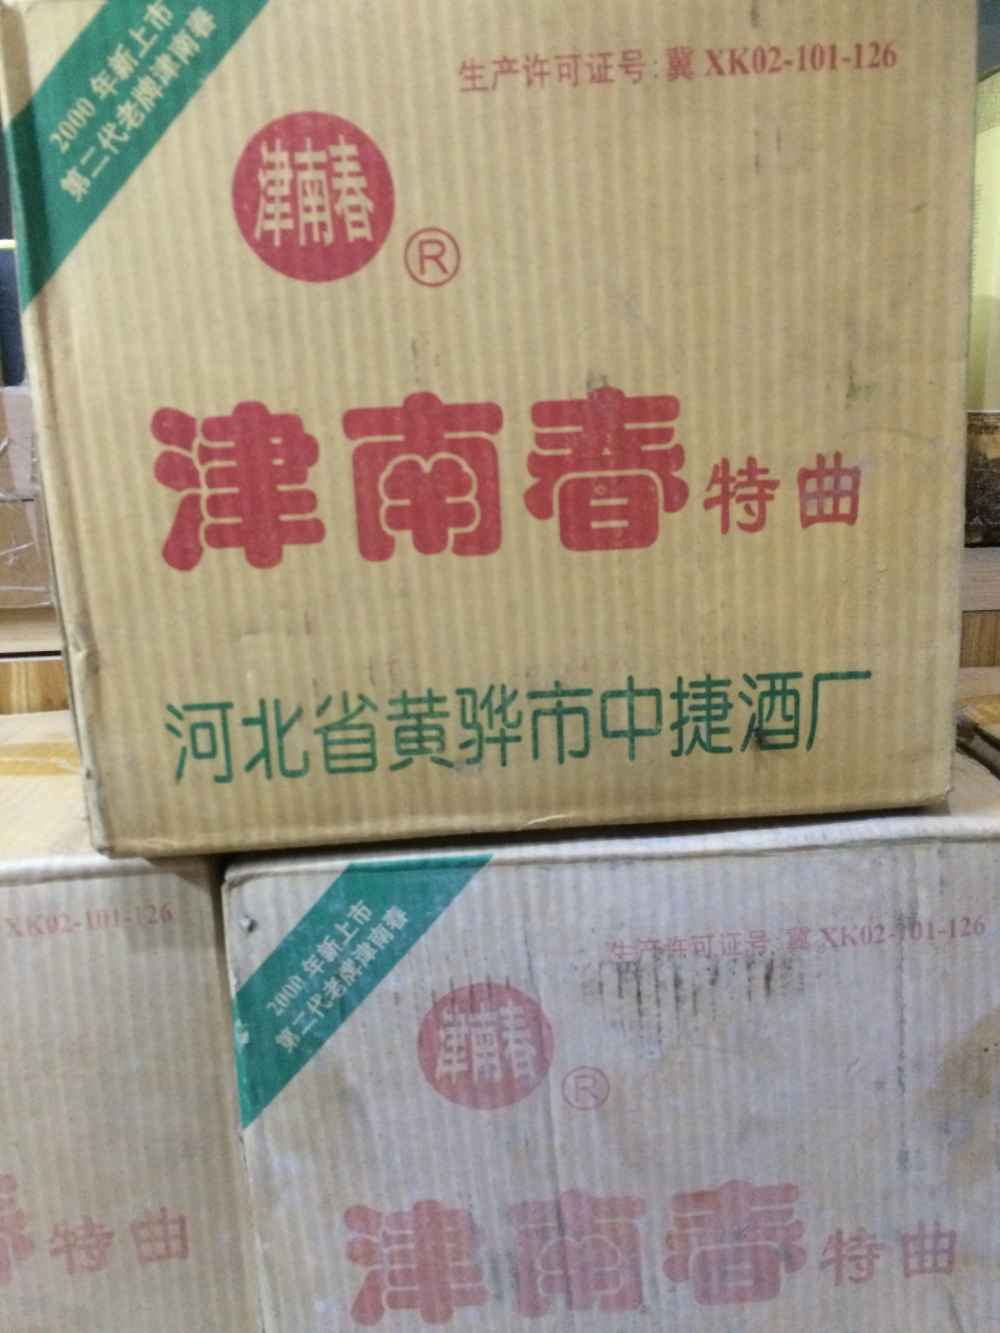 2000年新上市
第二代老牌津南春
生产许可证号:冀 XK02-101-126
津南春
®
津南春特曲
河北省黄骅市中捷酒厂
XK02-101-126
2000年新上市
第二代老牌津南春
生产许可证号:冀 XK02-101-126
津南春
®
春特曲
津南春特曲